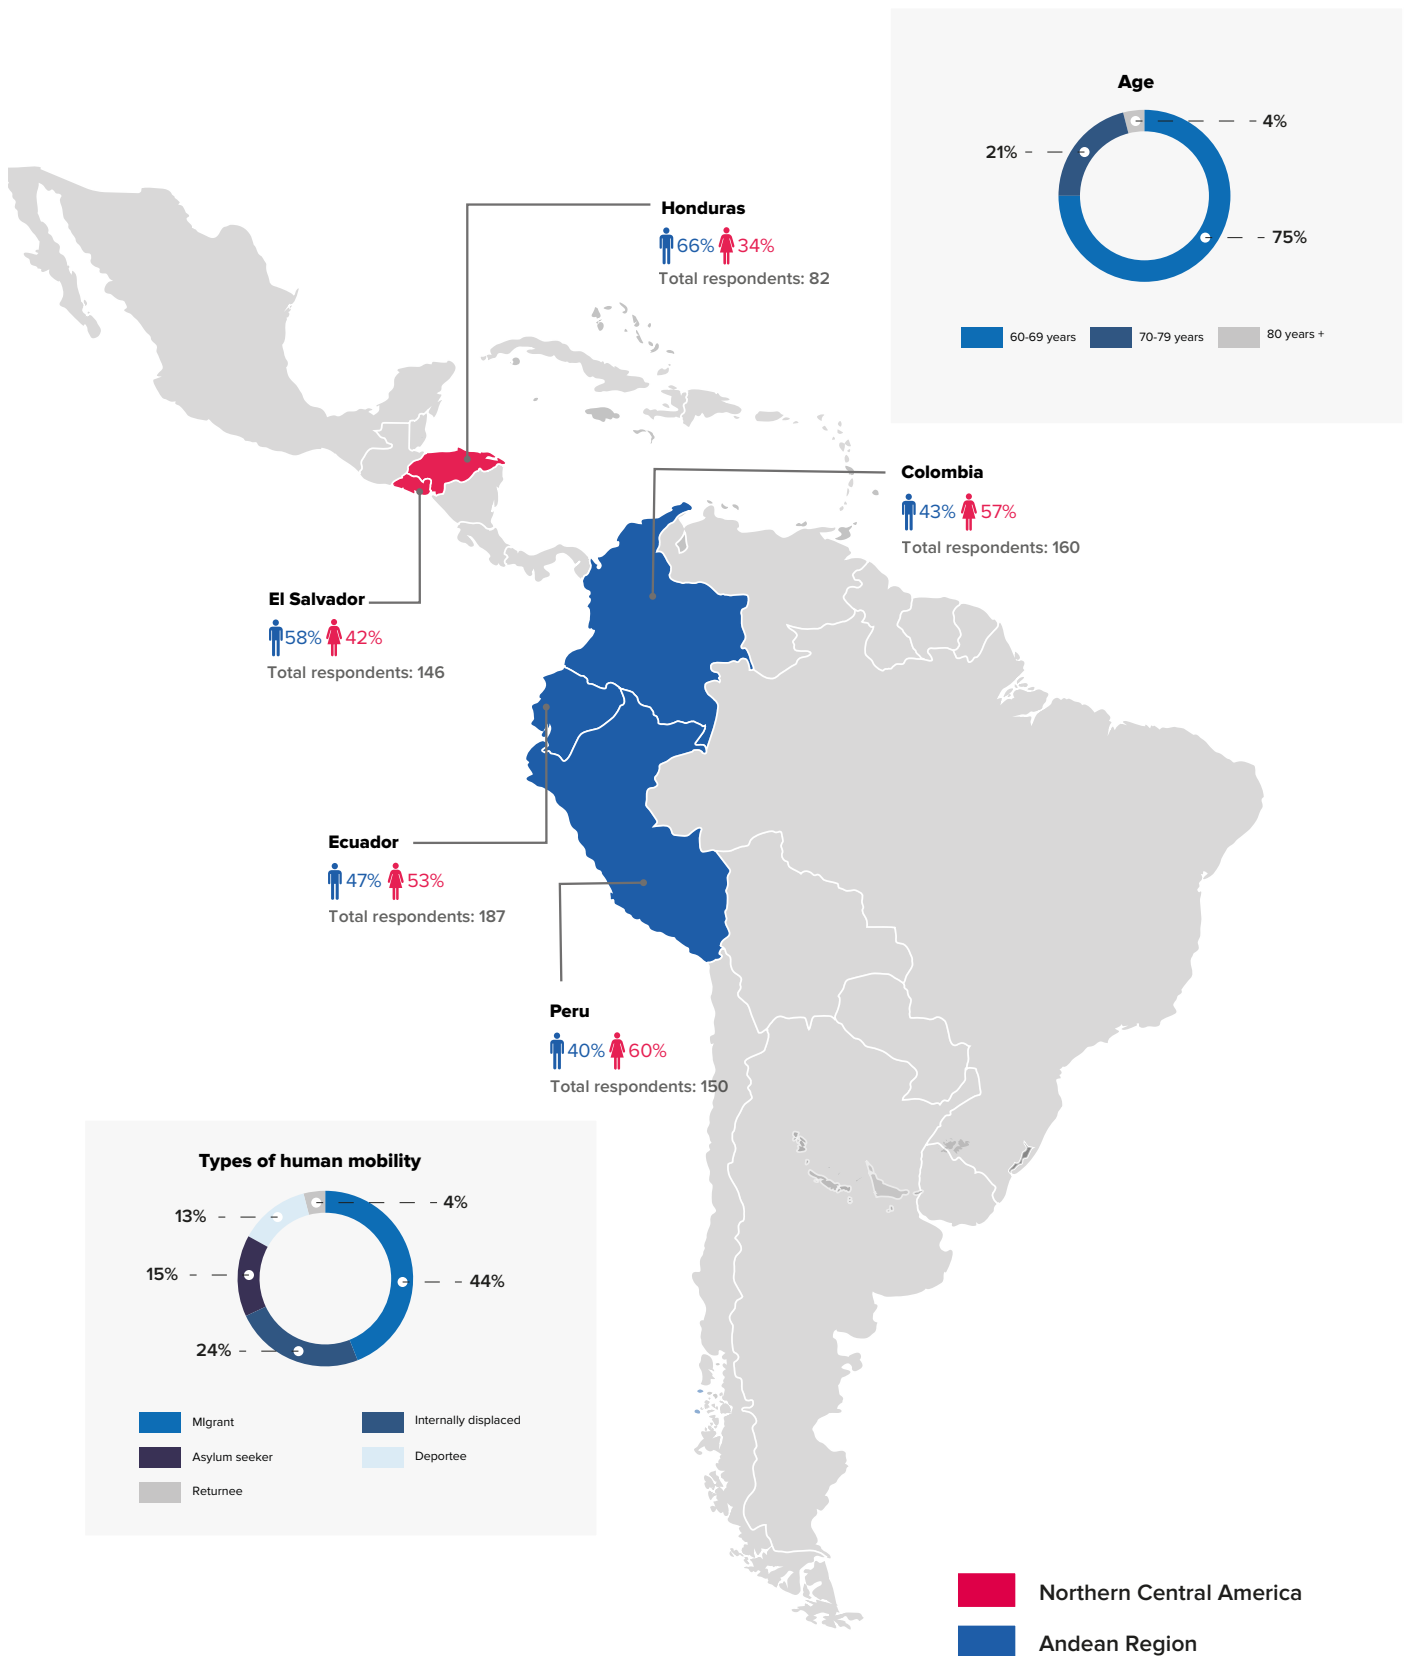 Age
4%
21%
75%
60-69 years
70-79 years
80 years +
Honduras
66% 34%
Total respondents: 82
Colombia
43% 57%
Total respondents: 160
El Salvador
58% 42%
Total respondents: 146
Ecuador
47% 53%
Total respondents: 187
Peru
40% 60%
Total respondents: 150
Types of human mobility
4%
13%
15%
44%
24%
MIgrant
Internally displaced
Asylum seeker
Deportee
Returnee
Northern Central America
Andean Region